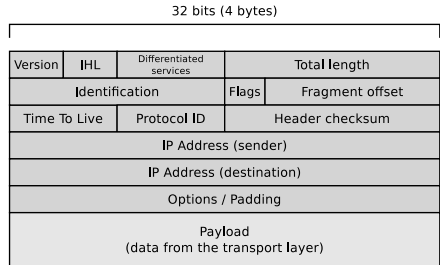 32 bits (4 bytes)
Version IHL Differentiated services Total length
Identification Flags Fragment offset
Time To Live Protocol ID Header checksum
IP Address (sender)
IP Address (destination)
Options / Padding
Payload
(data from the transport layer)